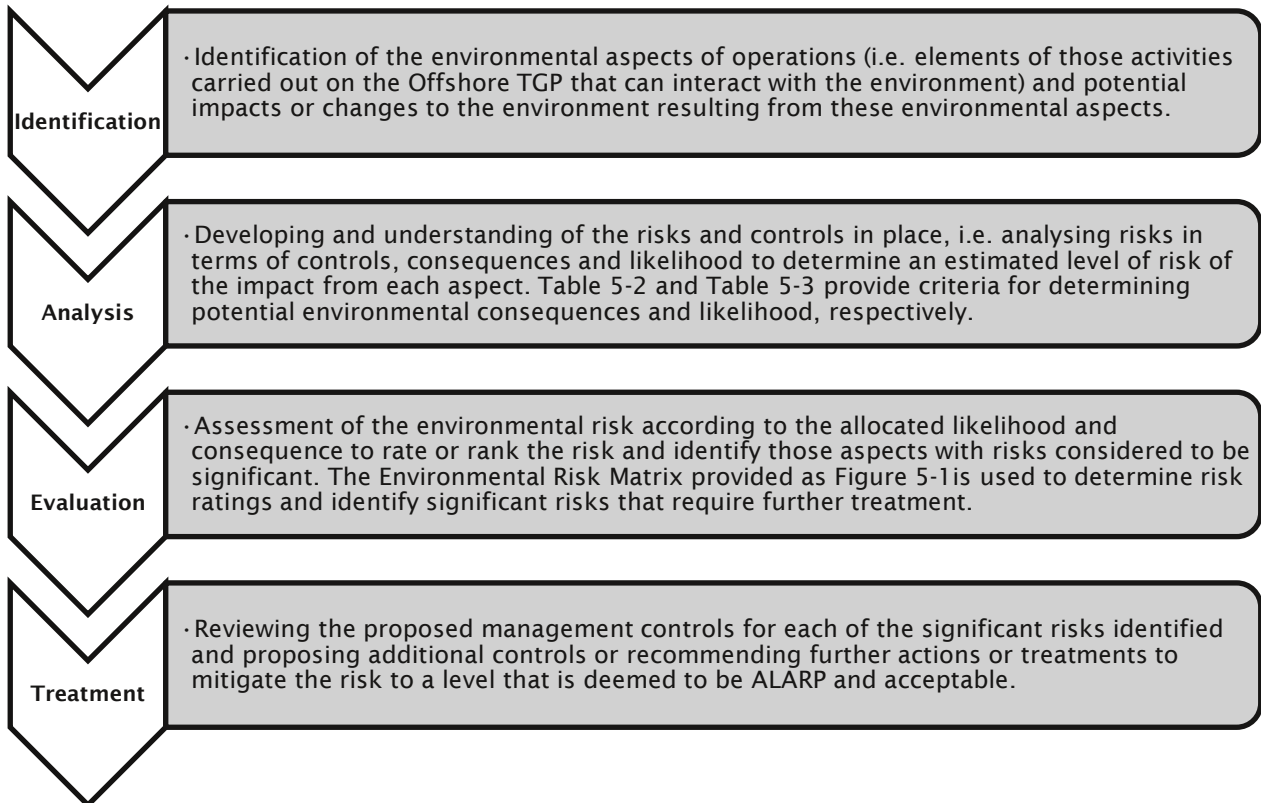 Identification
·Identification of the environmental aspects of operations (i.e. elements of those activities
carried out on the Offshore TGP that can interact with the environment) and potential
impacts or changes to the environment resulting from these environmental aspects.
Analysis
·Developing and understanding of the risks and controls in place, i.e. analysing risks in
terms of controls, consequences and likelihood to determine an estimated level of risk of
the impact from each aspect. Table 5-2 and Table 5-3 provide criteria for determining
potential environmental consequences and likelihood, respectively.
Evaluation
·Assessment of the environmental risk according to the allocated likelihood and
consequence to rate or rank the risk and identify those aspects with risks considered to be
significant. The Environmental Risk Matrix provided as Figure 5-1is used to determine risk
ratings and identify significant risks that require further treatment.
Treatment
·Reviewing the proposed management controls for each of the significant risks identified
and proposing additional controls or recommending further actions or treatments to
mitigate the risk to a level that is deemed to be ALARP and acceptable.